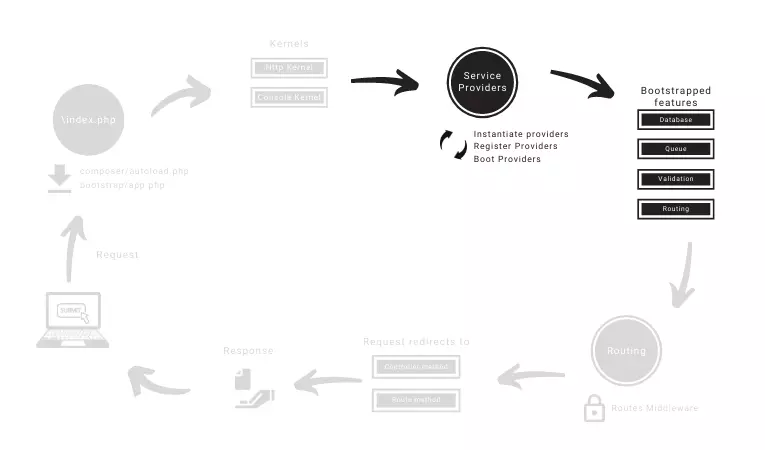 Kernels
Http Kernel
Console Kernel
\index.php
composer/autoload.php
bootstrap/app.php
Service
Providers
Instantiate providers
Register Providers
Boot Providers
Bootstrapped
features
Database
Queue
Validation
Routing
Request
SUBMIT
Response
Request redirects to
Controller method
Route method
Routing
Routes Middleware